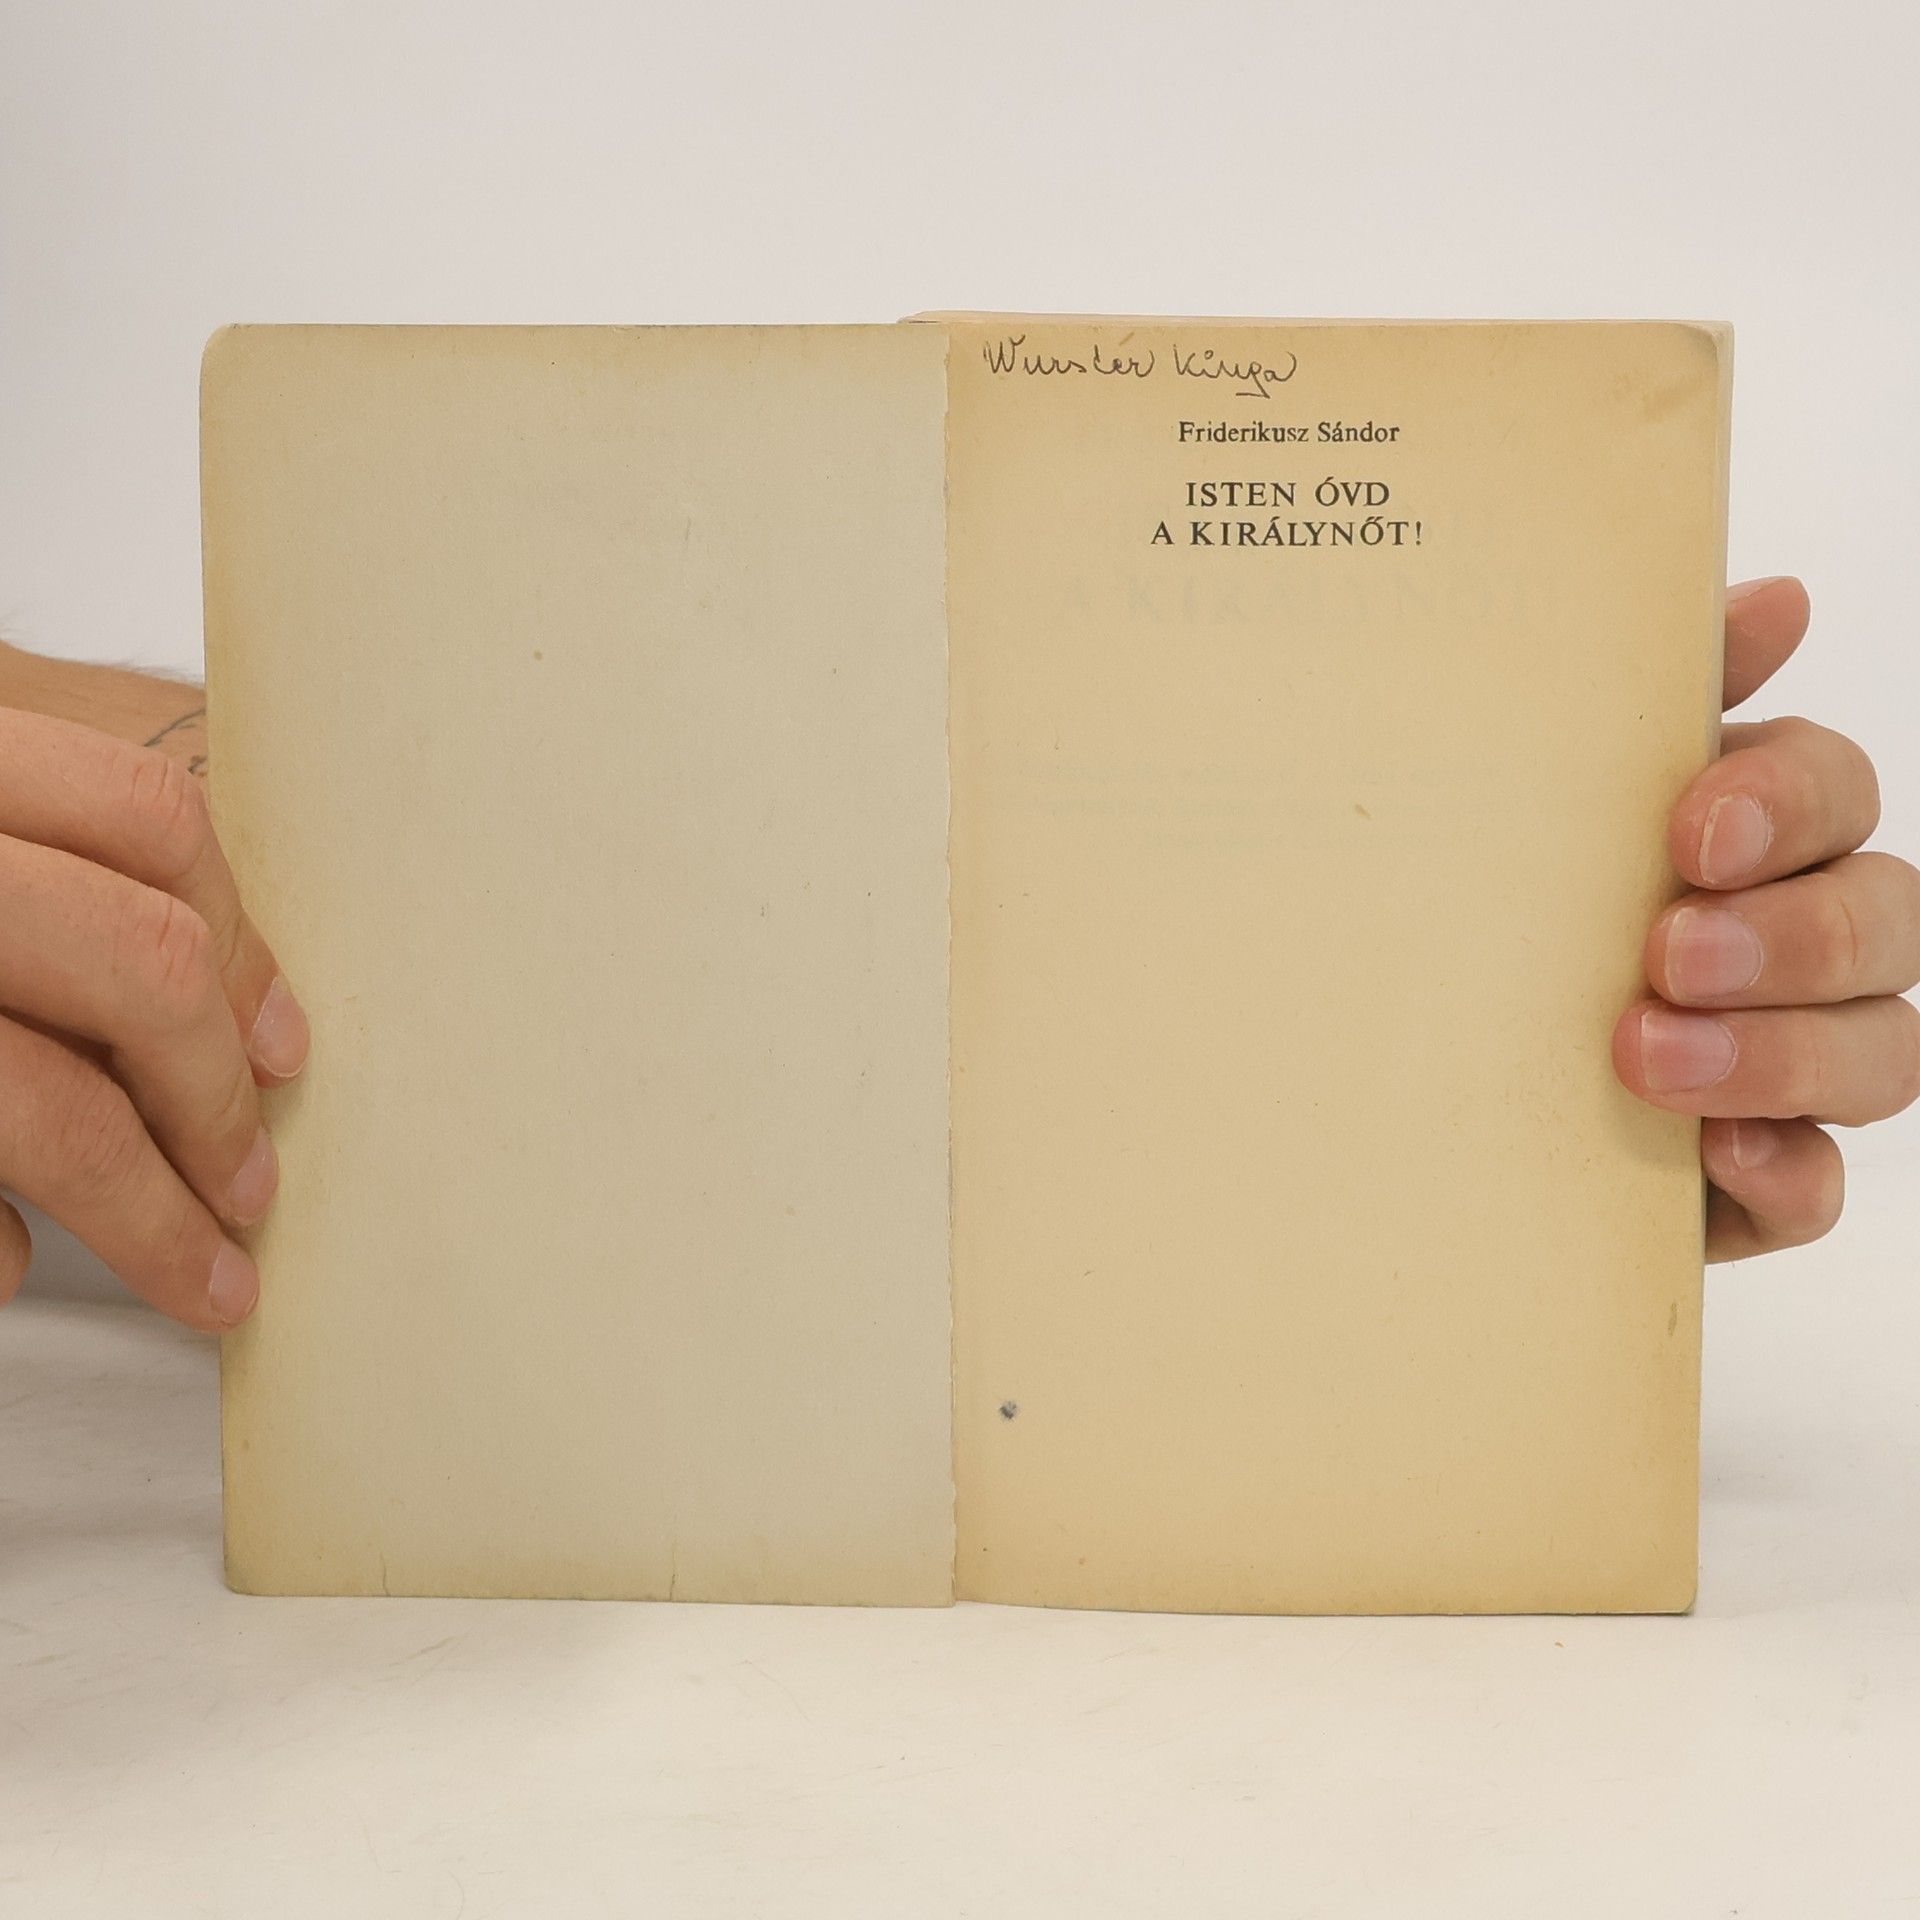 Wurster Kinga
Friderikusz Sándor
ISTEN ÓVD
A KIRÁLYNŐT!